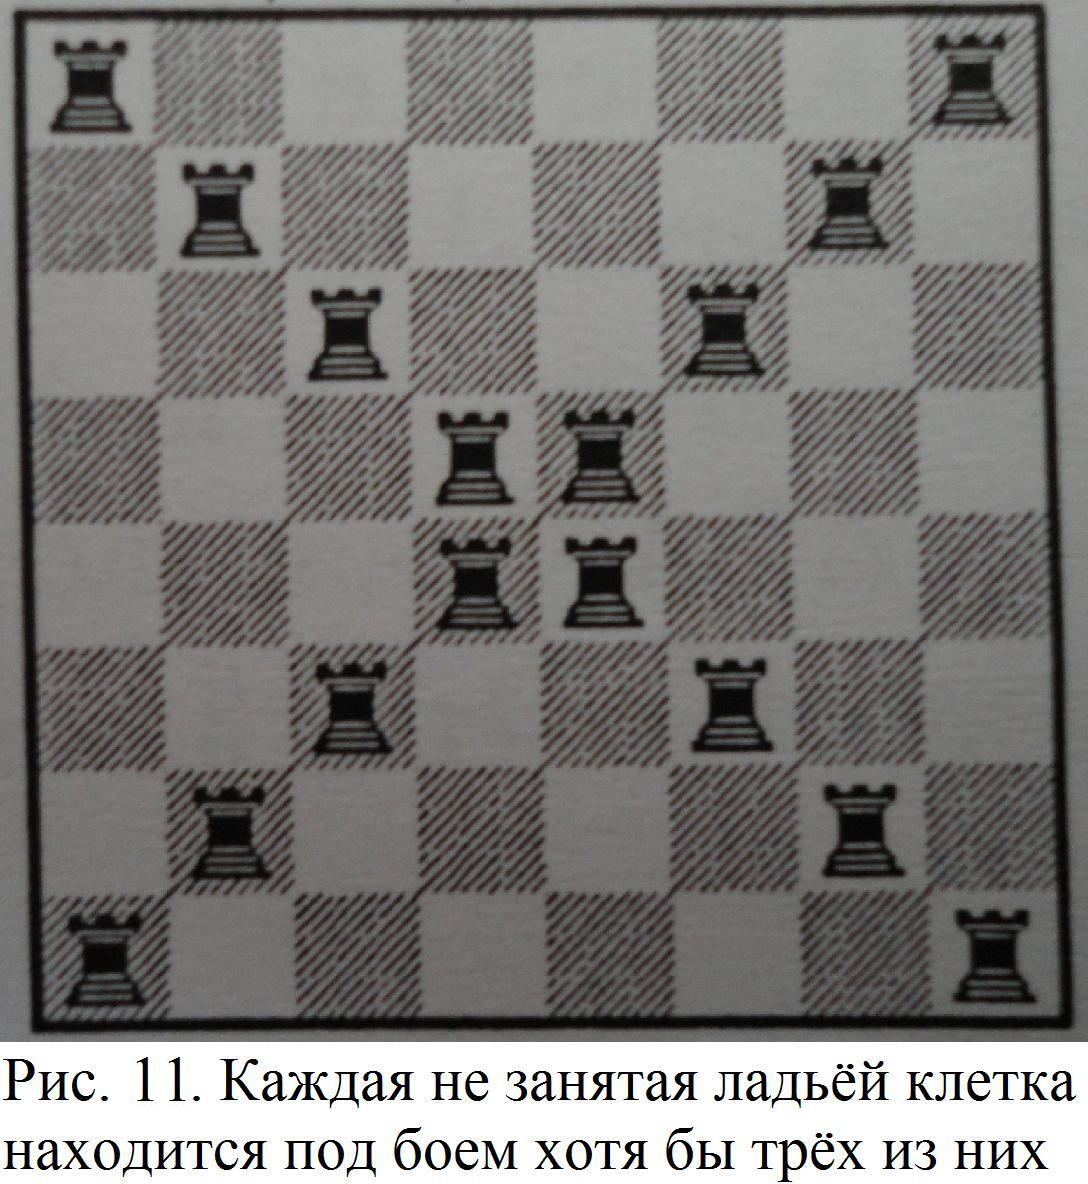 Рис. 11. Каждая не занятая ладьёй клетка
находится под боем хотя бы трёх из них